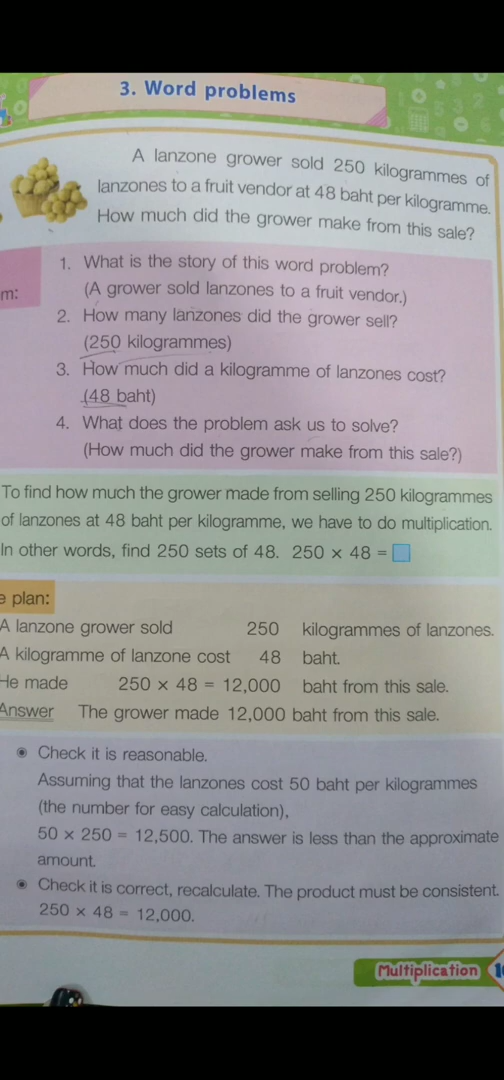 3. Word problems
A lanzone grower sold 250 kilogrammes of
lanzones to a fruit vendor at 48 baht per kilogramme.
How much did the grower make from this sale?
m:
1. What is the story of this word problem?
(A grower sold lanzones to a fruit vendor.)
2. How many lanzones did the grower sell?
(250 kilogrammes)
3. How much did a kilogramme of lanzones cost?
(48 baht)
4. What does the problem ask us to solve?
(How much did the grower make from this sale?)
To find how much the grower made from selling 250 kilogrammes
of lanzones at 48 baht per kilogramme, we have to do multiplication.
In other words, find 250 sets of 48. 250 × 48 = □
e plan:
A lanzone grower sold 250 kilogrammes of lanzones.
A kilogramme of lanzone cost 48 baht.
He made 250 × 48 = 12,000 baht from this sale.
Answer The grower made 12,000 baht from this sale.
◉ Check it is reasonable.
Assuming that the lanzones cost 50 baht per kilogrammes
(the number for easy calculation),
50 × 250 = 12,500. The answer is less than the approximate
amount.
◉ Check it is correct, recalculate. The product must be consistent.
250 × 48 = 12,000.
Multiplication